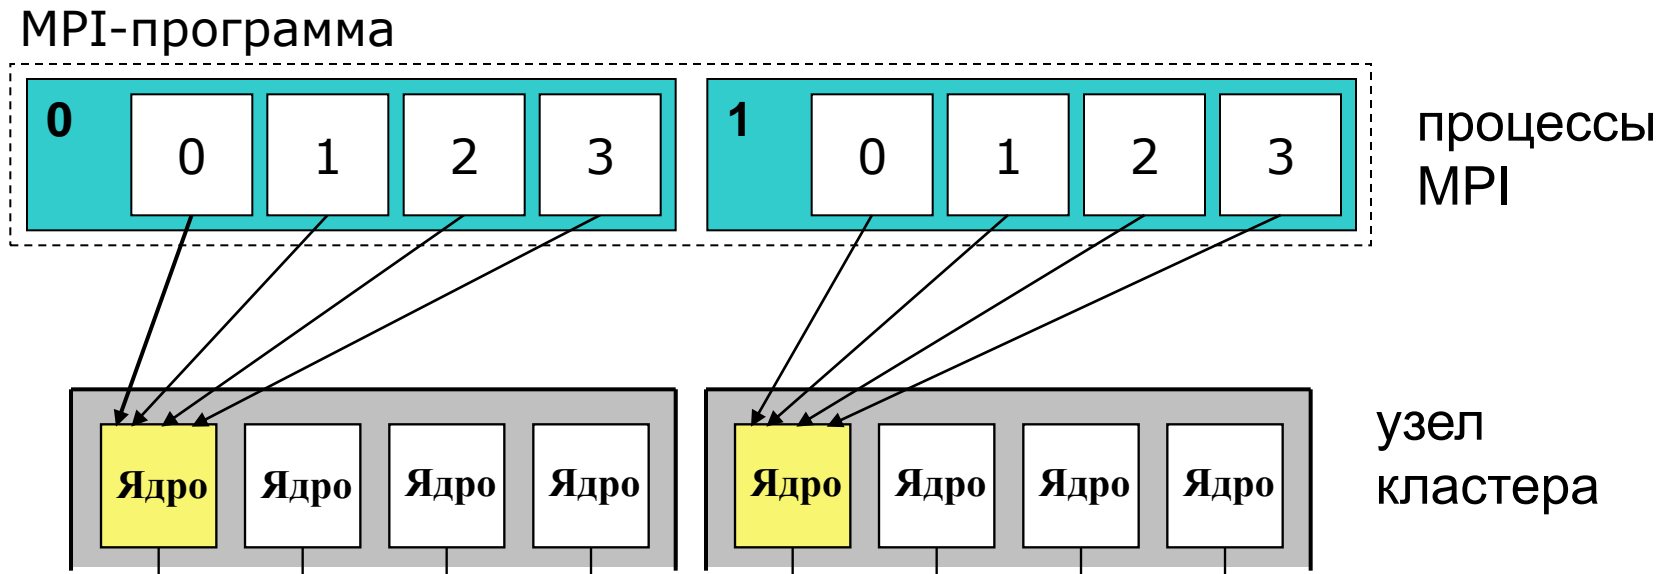 MPI-программа
0 0 1 2 3 1 0 1 2 3
процессы
MPI
узел
кластера
Ядро Ядро Ядро Ядро Ядро Ядро Ядро Ядро